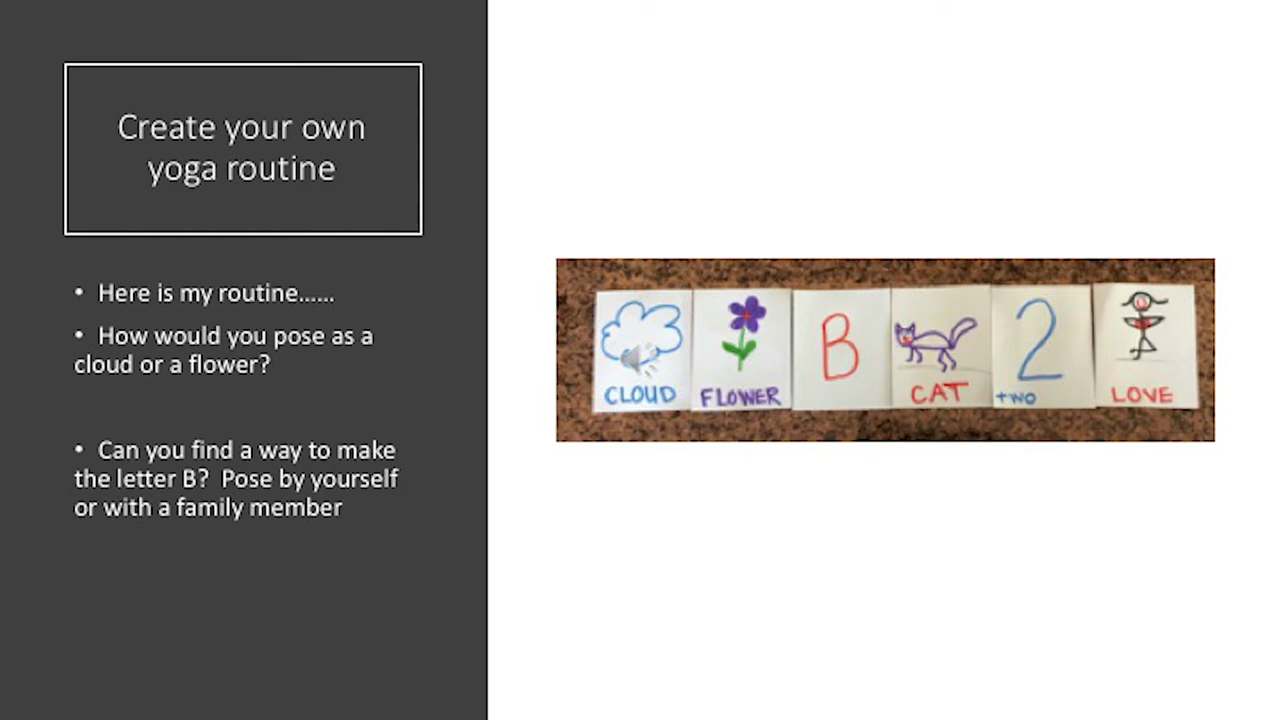 Create your own
yoga routine
• Here is my routine......
• How would you pose as a
cloud or a flower?
• Can you find a way to make
the letter B? Pose by yourself
or with a family member
CLOUD
FLOWER
B
CAT
2
TWO
LOVE